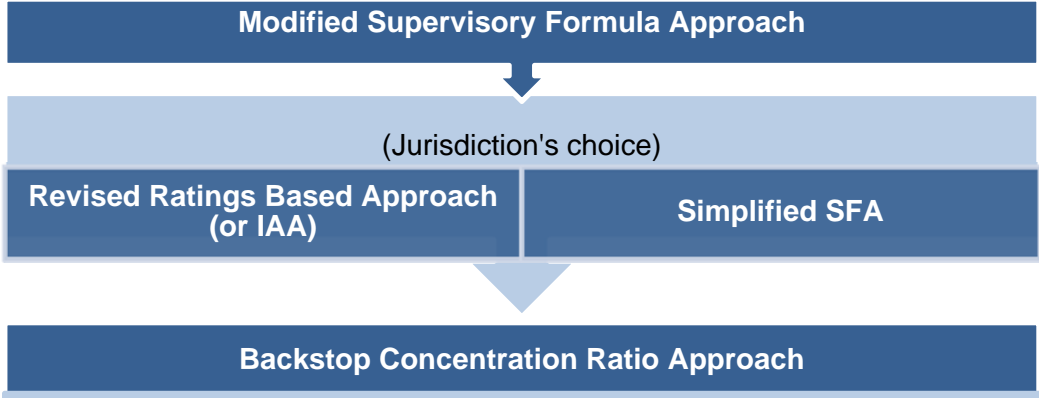 Modified Supervisory Formula Approach
(Jurisdiction's choice)
Revised Ratings Based Approach
(or IAA)
Simplified SFA
Backstop Concentration Ratio Approach